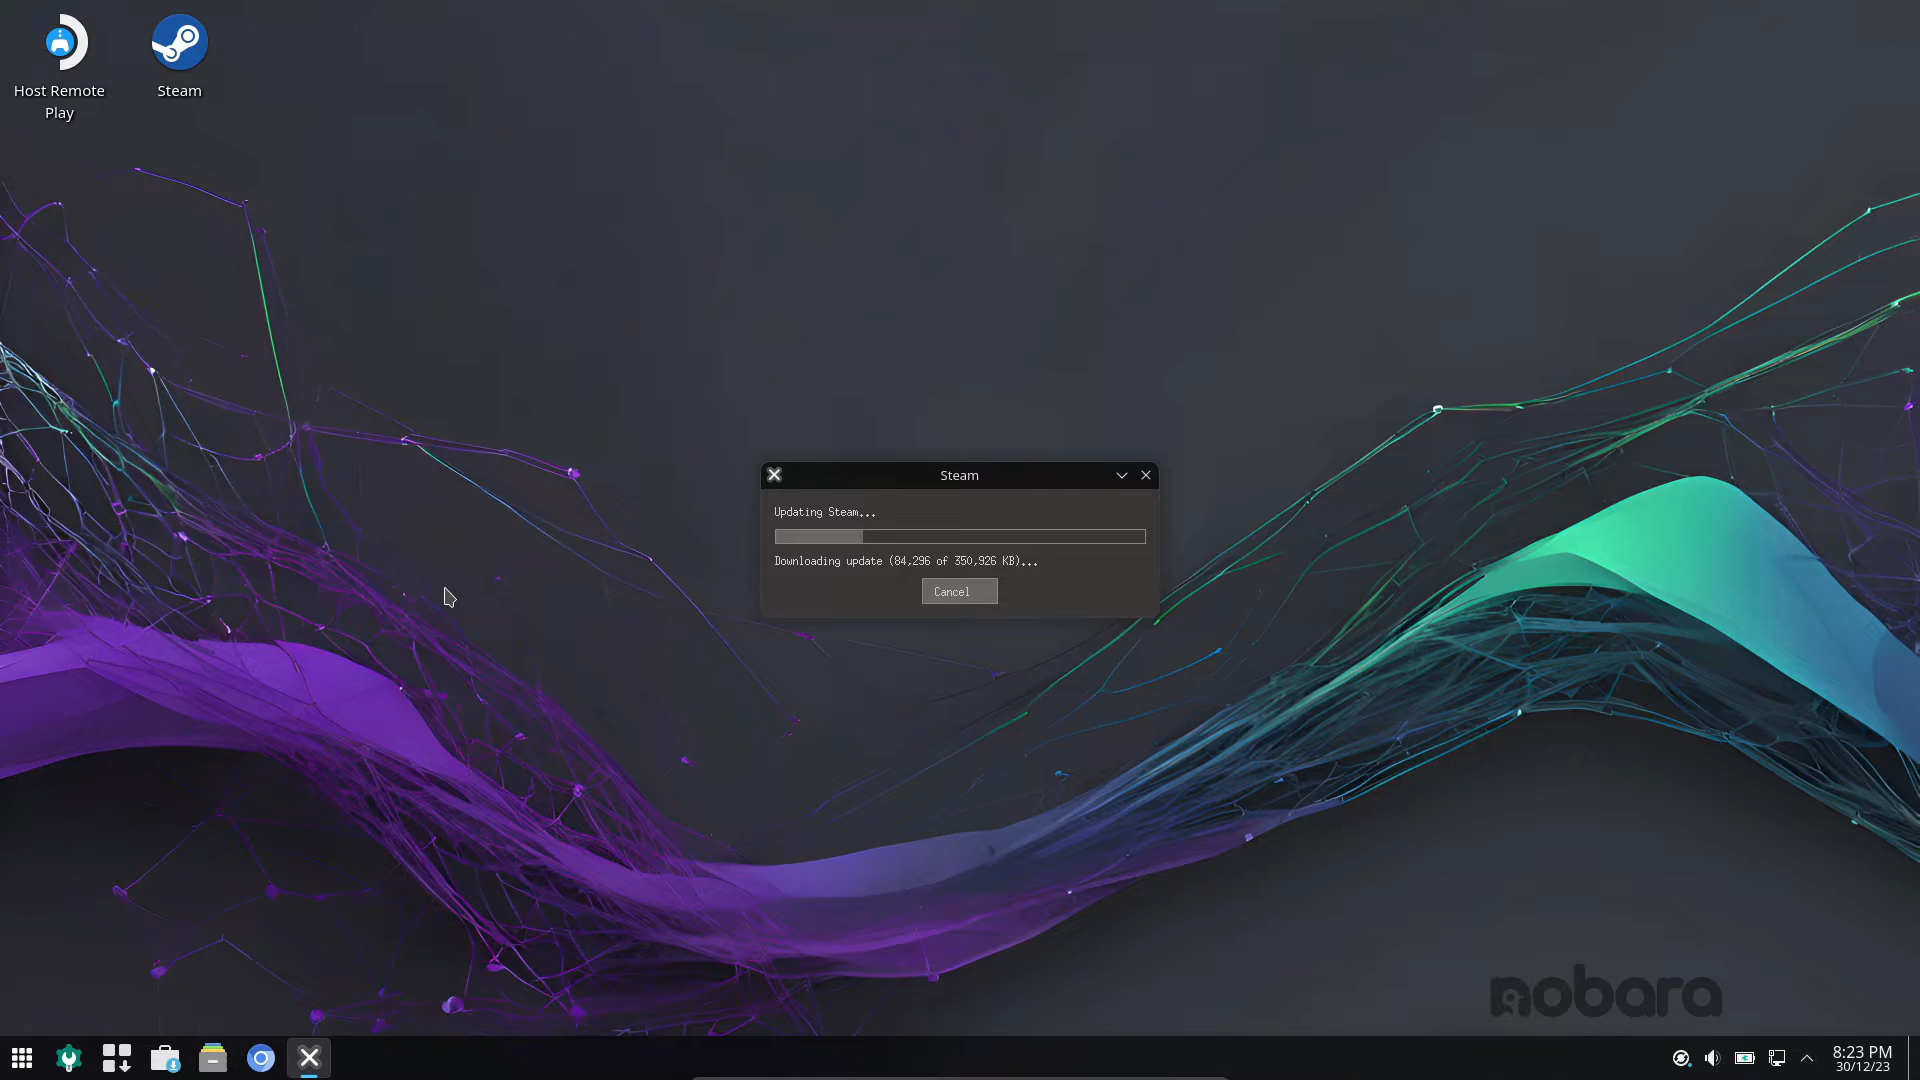 Host Remote
Play
Steam
Steam
Updating Steam...
Downloading update (84,296 of 350,926 KB)...
Cancel
nobara
8:23 PM
30/12/23